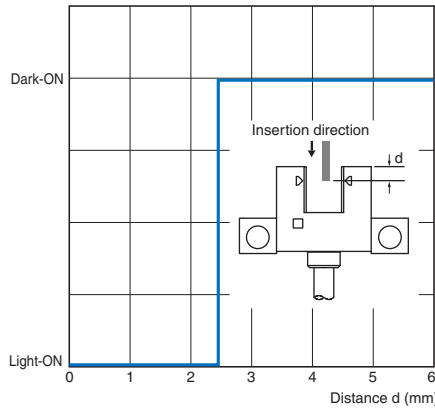 Dark-ON
Insertion direction
d
Light-ON
0 1 2 3 4 5 6
Distance d (mm)